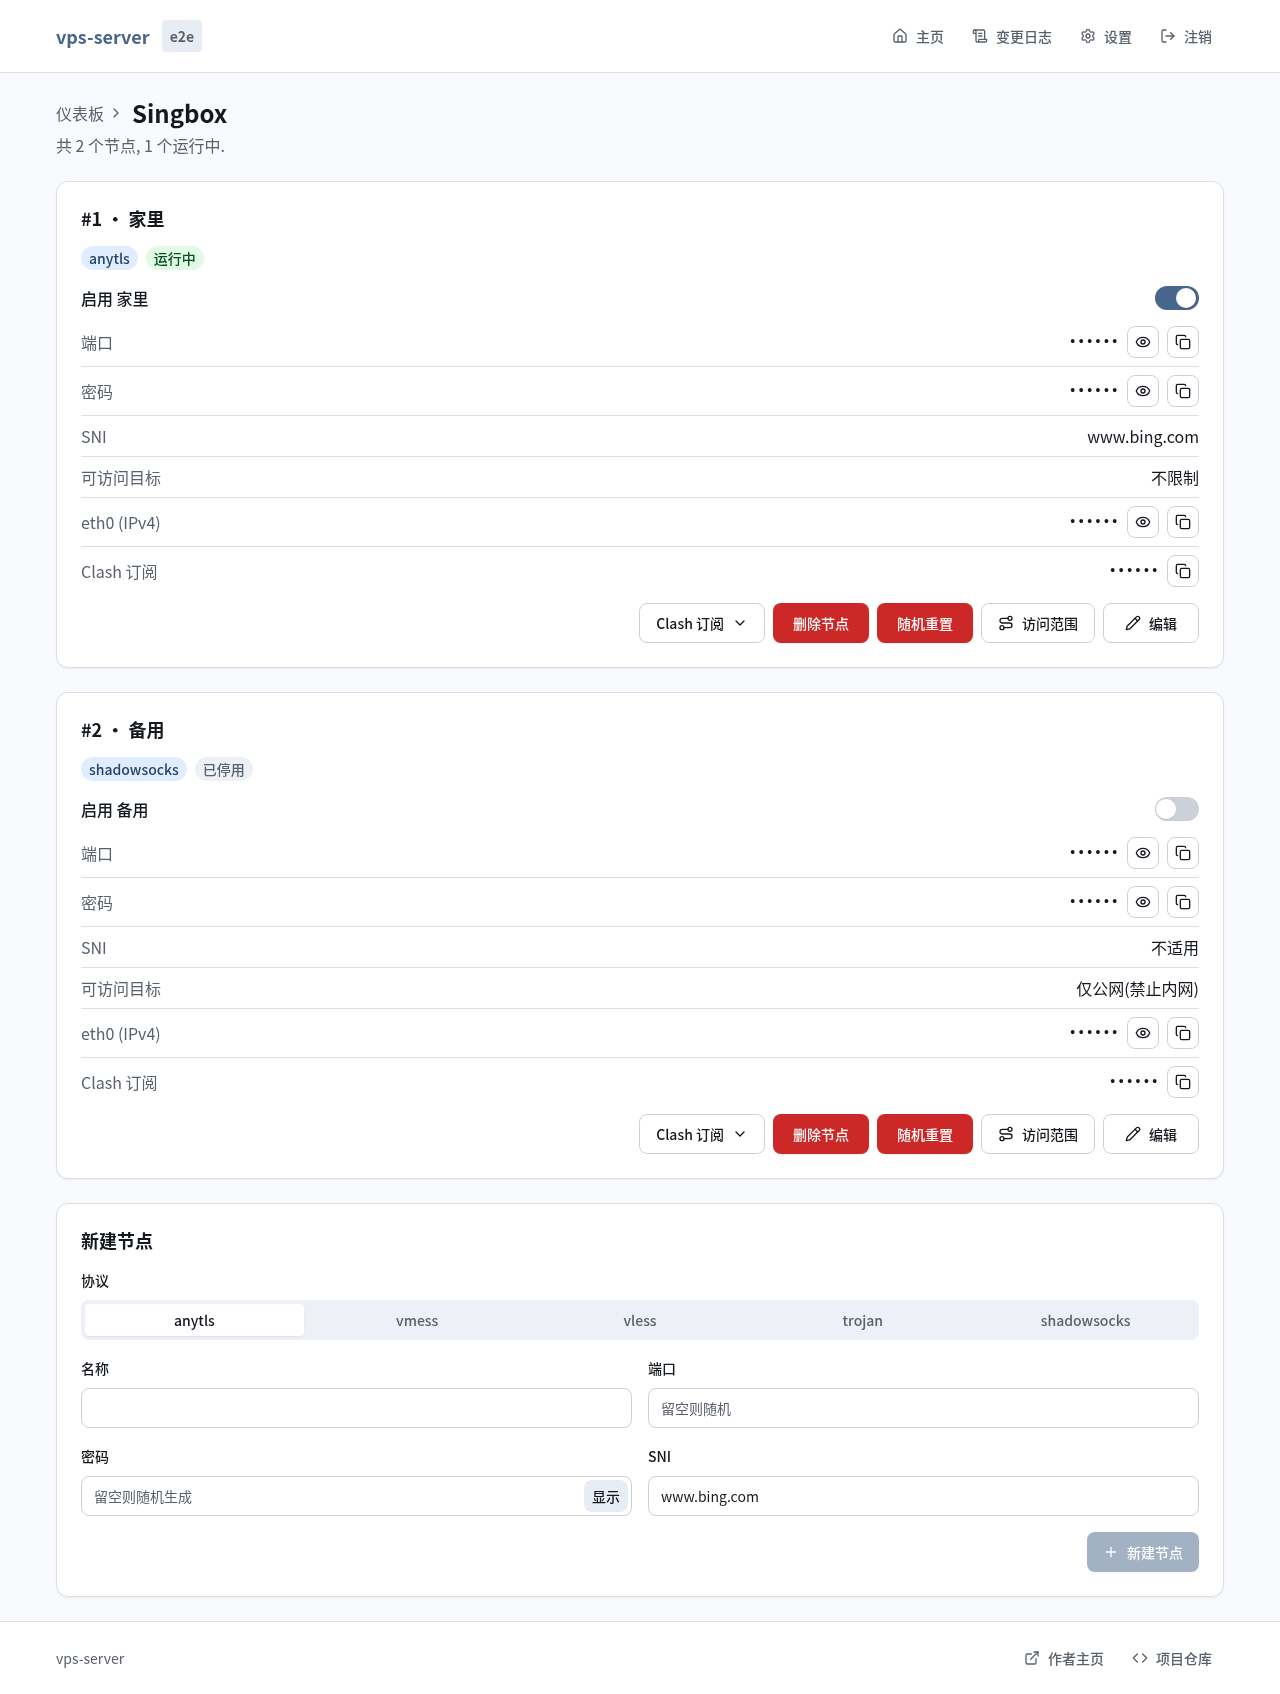 vps-server e2e 主页 变更日志 设置 注销
仪表板 Singbox
共 2 个节点, 1 个运行中.
#1 · 家里
anytls 运行中
启用 家里
端口 ••••••
密码 ••••••
SNI www.bing.com
可访问目标 不限制
eth0 (IPv4) ••••••
Clash 订阅 ••••••
Clash 订阅 删除节点 随机重置 访问范围 编辑
#2 · 备用
shadowsocks 已停用
启用 备用
端口 ••••••
密码 ••••••
SNI 不适用
可访问目标 仅公网(禁止内网)
eth0 (IPv4) ••••••
Clash 订阅 ••••••
Clash 订阅 删除节点 随机重置 访问范围 编辑
新建节点
协议
anytls vmess vless trojan shadowsocks
名称 端口
留空则随机
密码 SNI
留空则随机生成 显示 www.bing.com
新建节点
vps-server 作者主页 项目仓库